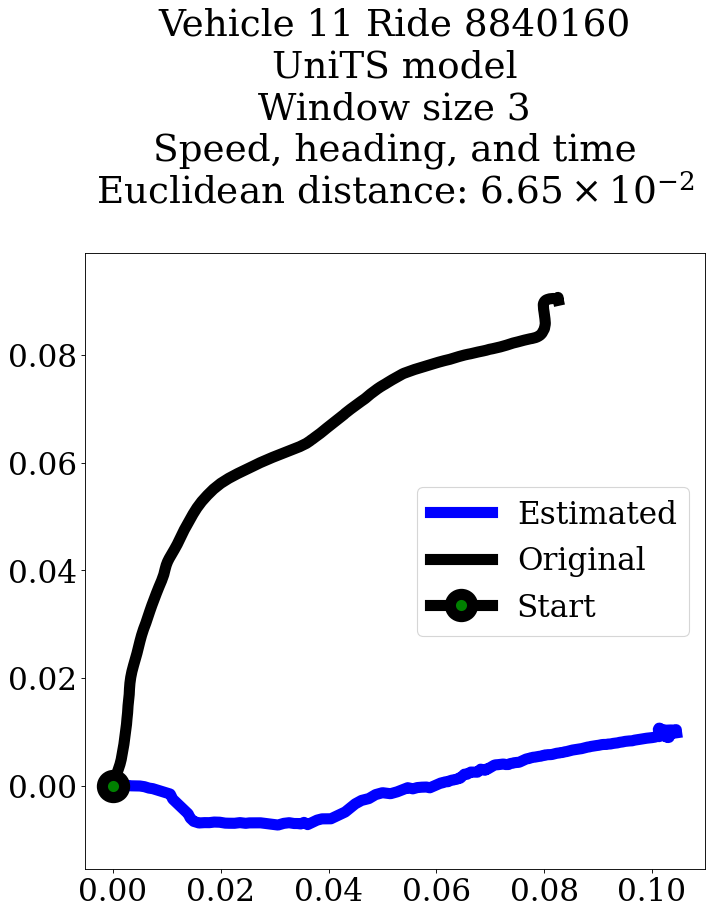 Vehicle 11 Ride 8840160
UniTS model
Window size 3
Speed, heading, and time
Euclidean distance: 6.65 × 10⁻²
0.08
0.06
0.04
0.02
0.00
Estimated
Original
Start
0.00 0.02 0.04 0.06 0.08 0.10